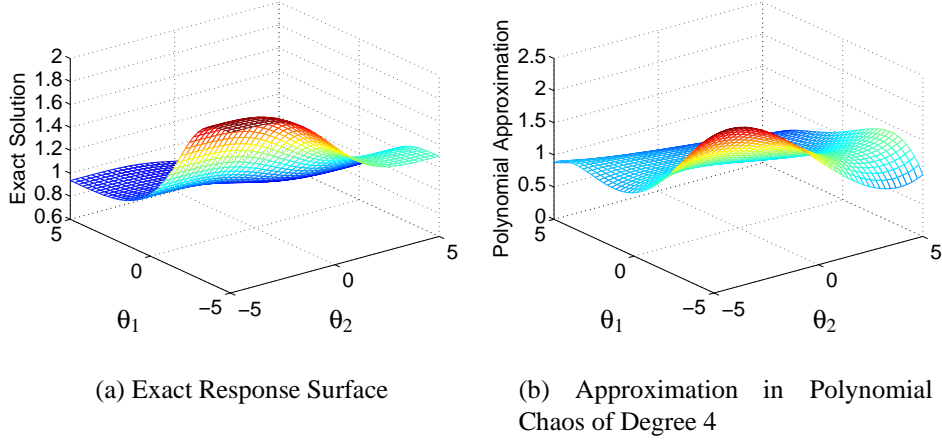 2
1.8
1.6
1.4
1.2
1
0.8
0.6
5
0
−5
−5
0
5
Exact Solution
θ1
θ2
(a) Exact Response Surface
2.5
2
1.5
1
0.5
0
5
0
−5
−5
0
5
Polynomial Approximation
θ1
θ2
(b) Approximation in Polynomial
Chaos of Degree 4